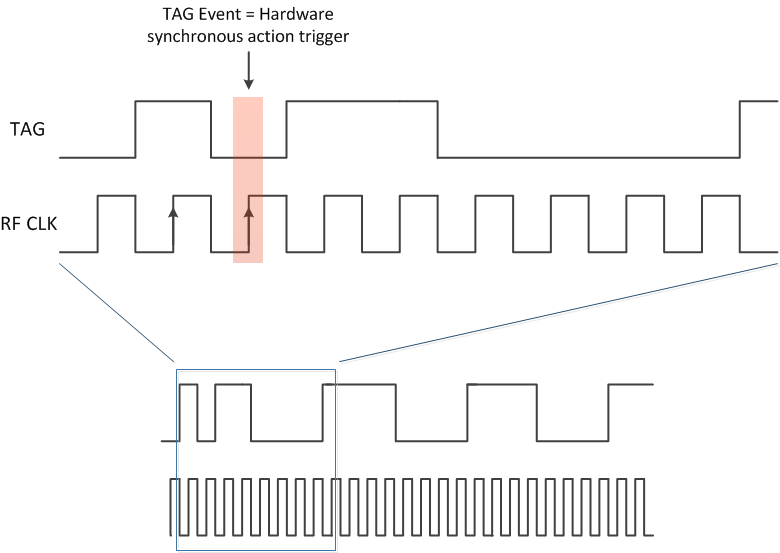 TAG Event = Hardware
synchronous action trigger
TAG
RF CLK